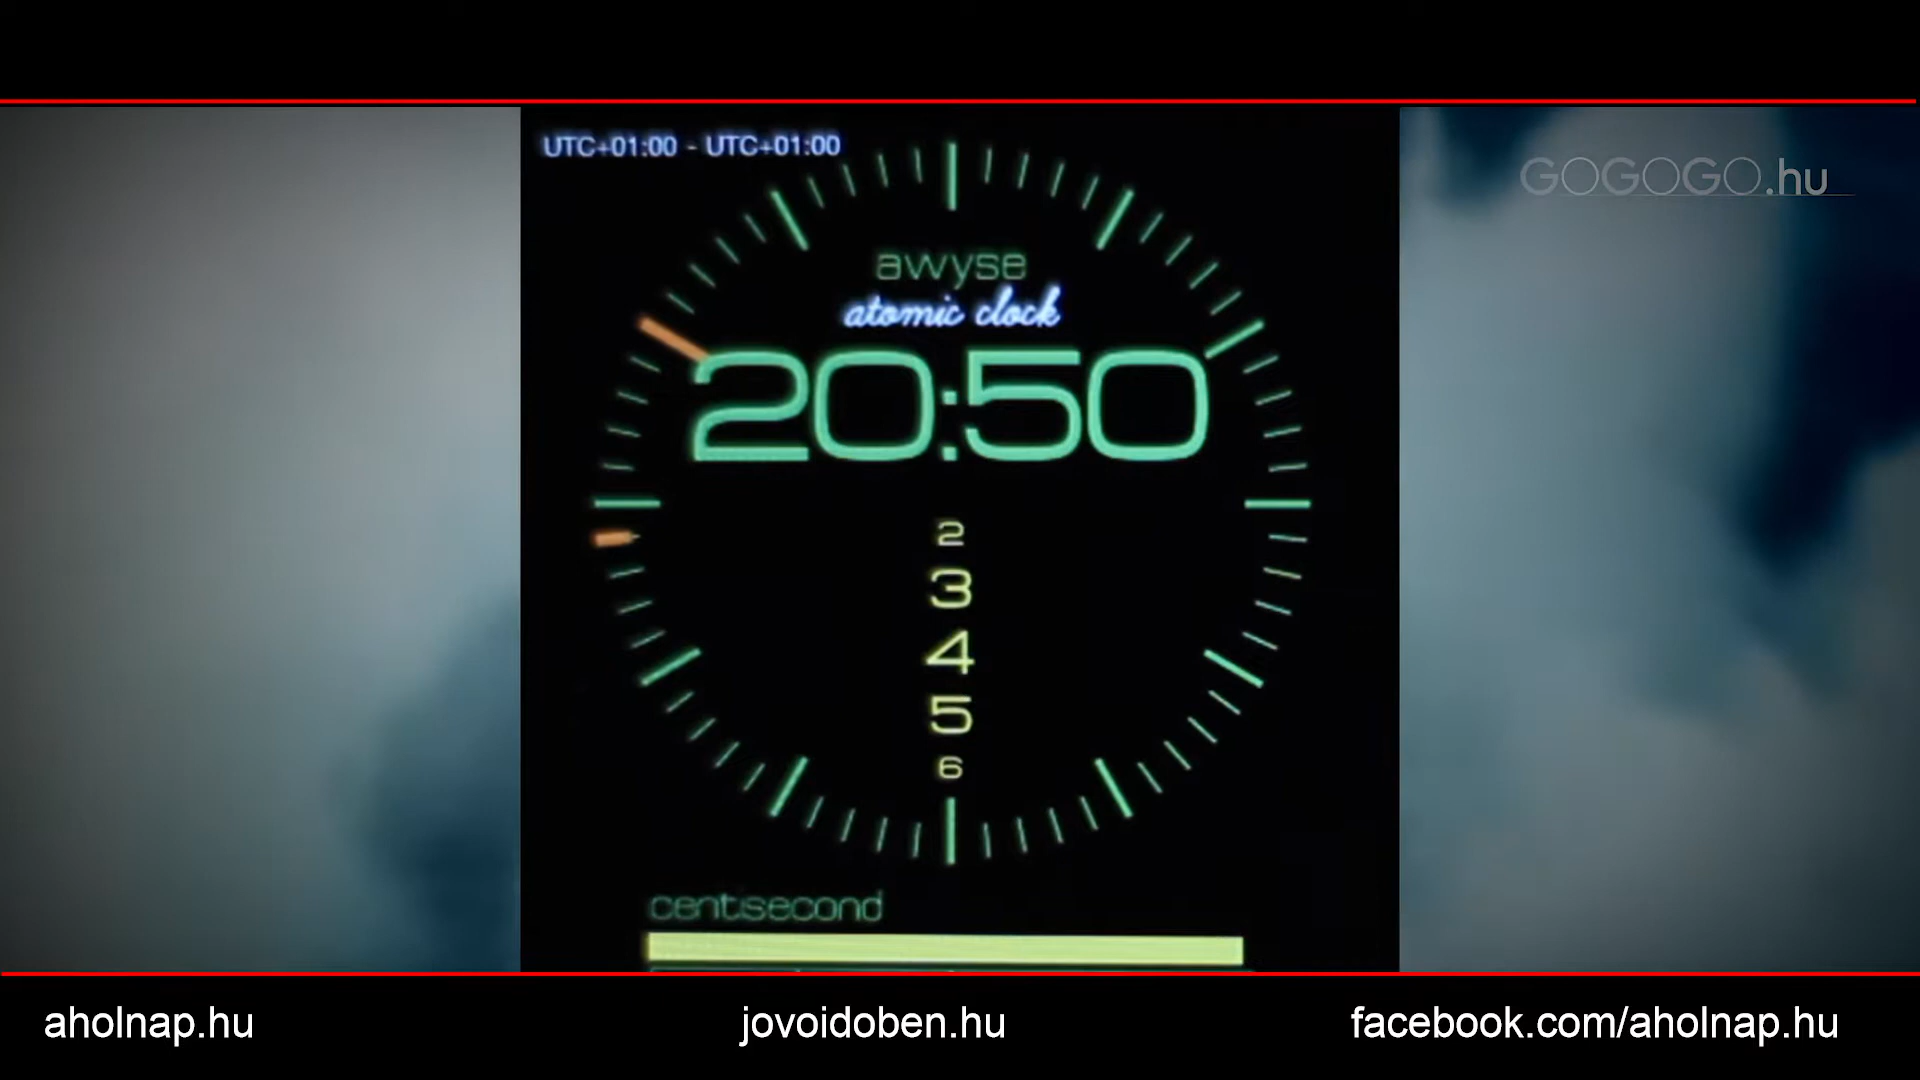 UTC+01:00 - UTC+01:00
GOGOGO.hu
awyse
atomic clock
20:50
2
3
4
5
6
centisecond
aholnap.hu
jovoidoben.hu
facebook.com/aholnap.hu